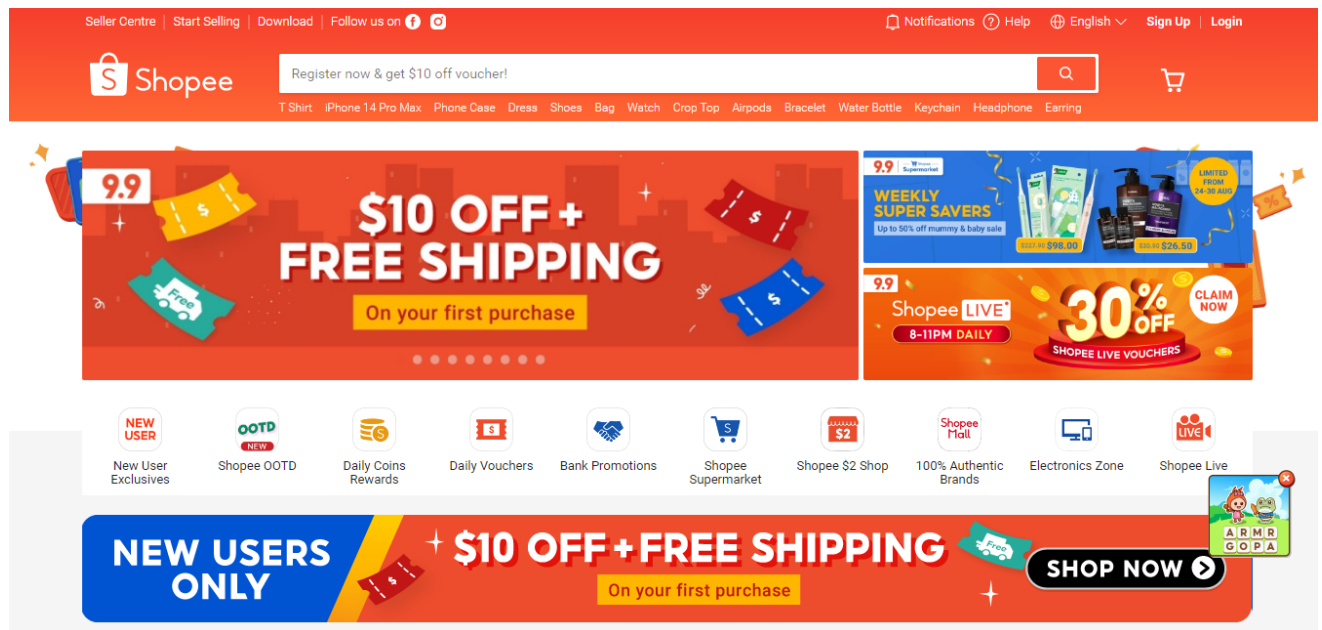 Seller Centre | Start Selling | Download | Follow us on
Notifications Help English Sign Up | Login
Shopee
Register now & get $10 off voucher!
T Shirt iPhone 14 Pro Max Phone Case Dress Shoes Bag Watch Crop Top Airpods Bracelet Water Bottle Keychain Headphone Earring
9.9
$10 OFF +
FREE SHIPPING
On your first purchase
Free
9.9
Shopee
Supermarket
WEEKLY
SUPER SAVERS
Up to 50% off mummy & baby sale
$98.00
$26.50
LIMITED
FROM
24-30 AUG
9.9
Shopee LIVE
8-11PM DAILY
30% OFF
SHOPEE LIVE VOUCHERS
CLAIM
NOW
NEW
USER
New User
Exclusives
OOTD
NEW
Shopee OOTD
Daily Coins
Rewards
Daily Vouchers
Bank Promotions
Shopee
Supermarket
$2
Shopee $2 Shop
Shopee
Mall
100% Authentic
Brands
Electronics Zone
LIVE
Shopee Live
ARMR
GOPA
NEW USERS
ONLY
$10 OFF+FREE SHIPPING
On your first purchase
Free
SHOP NOW